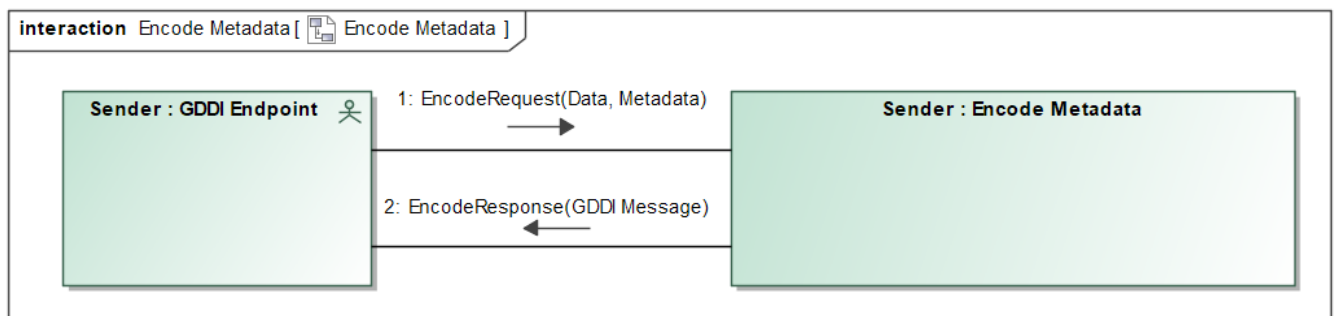 interaction Encode Metadata [ Encode Metadata ]
Sender : GDDI Endpoint
1: EncodeRequest(Data, Metadata)
Sender : Encode Metadata
2: EncodeResponse(GDDI Message)